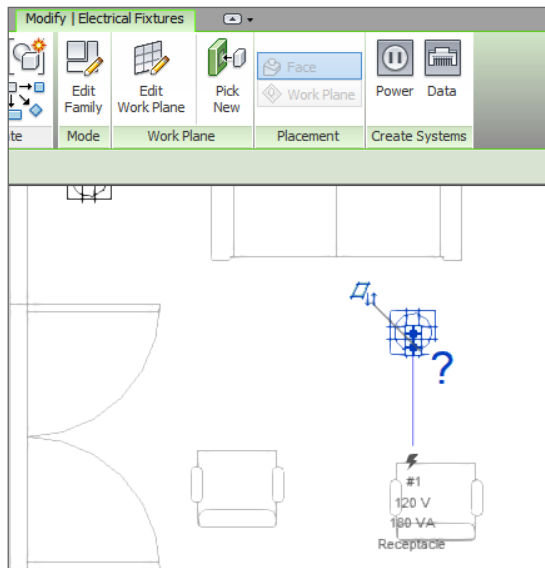 Modify | Electrical Fixtures
Edit
Family
Edit
Work Plane
Pick
New
Face
Work Plane
Power
Data
te
Mode
Work Plane
Placement
Create Systems
?
#1
120 V
180 VA
Receptacle